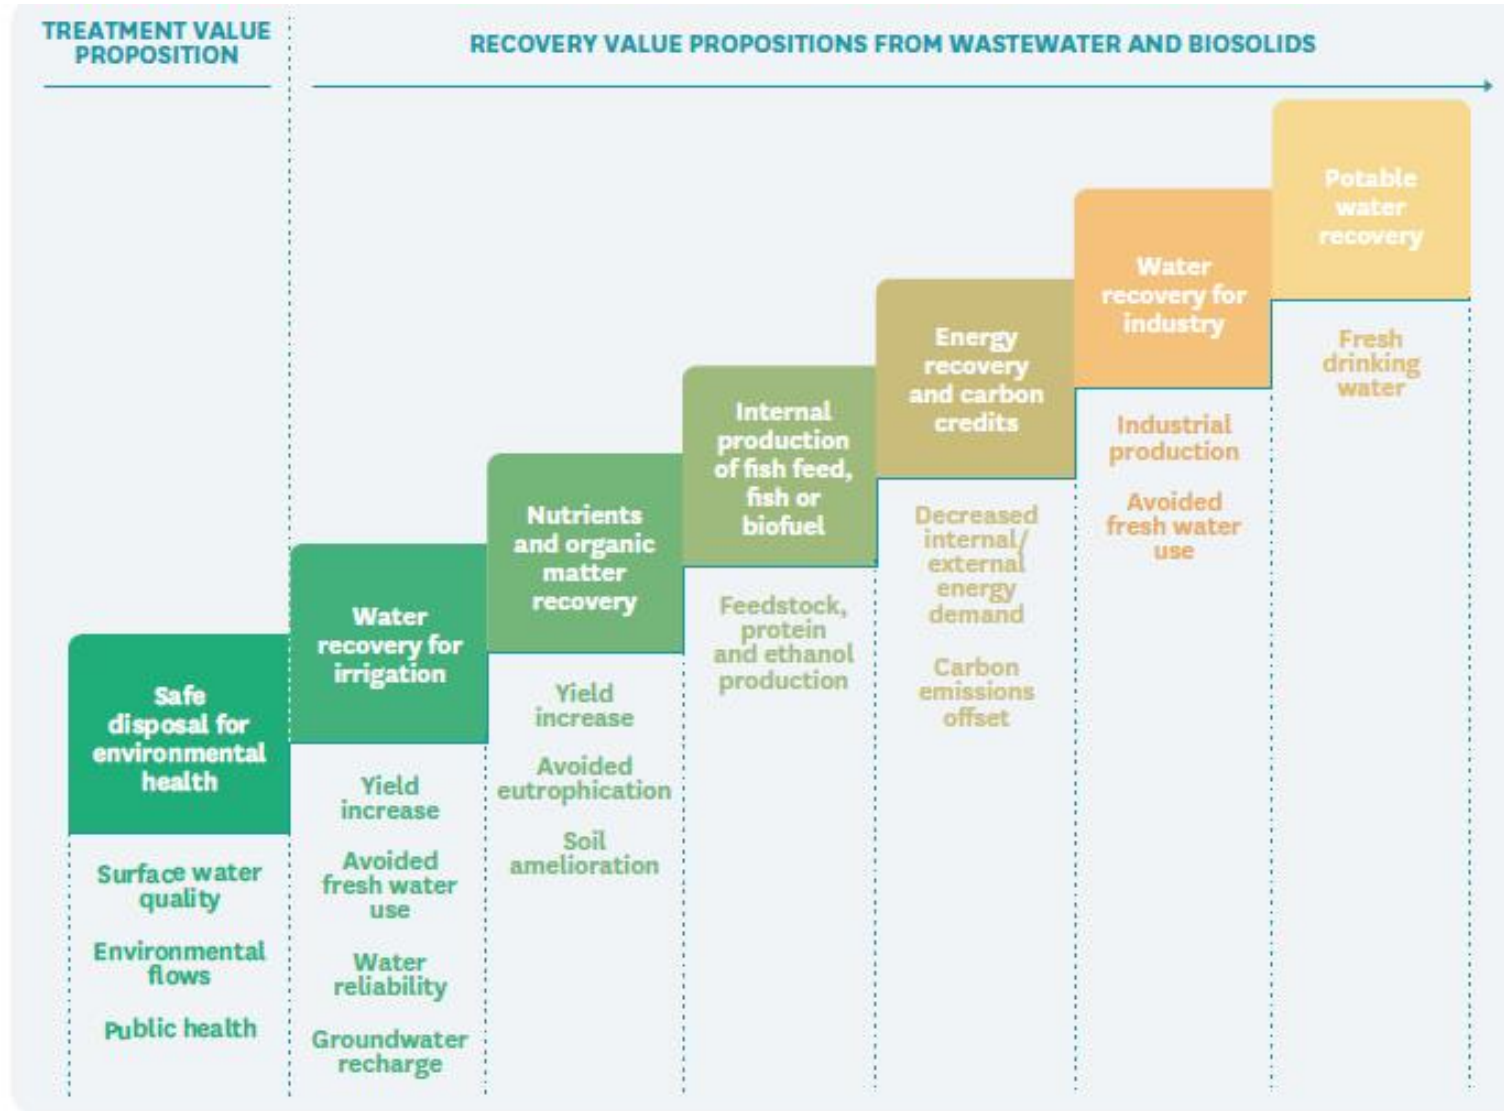 TREATMENT VALUE
PROPOSITION
RECOVERY VALUE PROPOSITIONS FROM WASTEWATER AND BIOSOLIDS
Safe
disposal for
environmental
health
Surface water
quality
Environmental
flows
Public health
Water
recovery for
irrigation
Yield
increase
Avoided
fresh water
use
Water
reliability
Groundwater
recharge
Nutrients
and organic
matter
recovery
Yield
increase
Avoided
eutrophication
Soil
amelioration
Internal
production
of fish feed,
fish or
biofuel
Feedstock,
protein
and ethanol
production
Energy
recovery
and carbon
credits
Decreased
internal/
external
energy
demand
Carbon
emissions
offset
Water
recovery for
industry
Industrial
production
Avoided
fresh water
use
Potable
water
recovery
Fresh
drinking
water